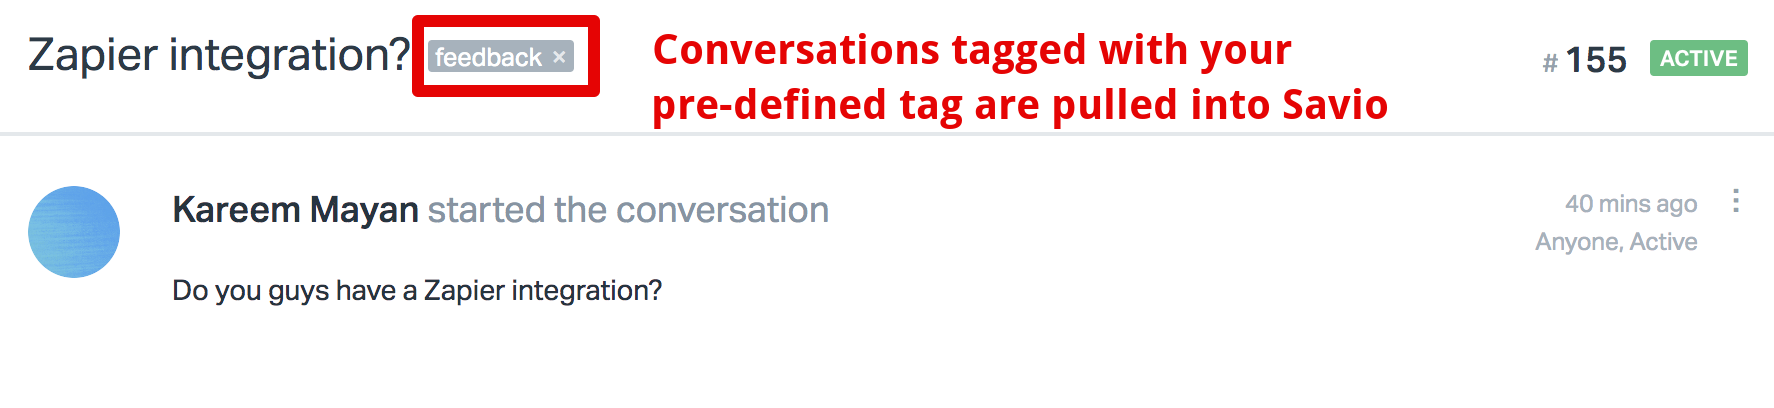 Zapier integration? feedback ×
Conversations tagged with your
pre-defined tag are pulled into Savio
# 155 ACTIVE
Kareem Mayan started the conversation
40 mins ago
Anyone, Active
Do you guys have a Zapier integration?